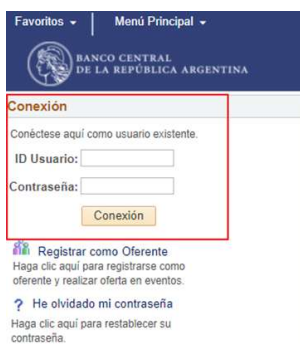 Favoritos Menú Principal
BANCO CENTRAL
DE LA REPÚBLICA ARGENTINA
Conexión
Conéctese aquí como usuario existente.
ID Usuario:
Contraseña:
Conexión
Registrar como Oferente
Haga clic aquí para registrarse como
oferente y realizar oferta en eventos.
? He olvidado mi contraseña
Haga clic aquí para restablecer su
contraseña.